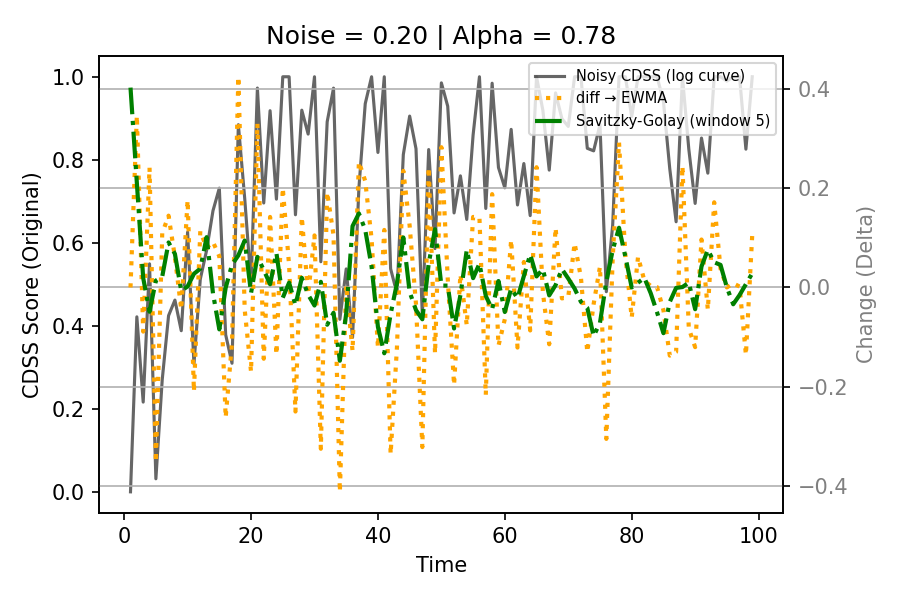 Noise = 0.20 | Alpha = 0.78
Noisy CDSS (log curve)
diff → EWMA
Savitzky-Golay (window 5)
CDSS Score (Original)
1.0
0.8
0.6
0.4
0.2
0.0
0.4
0.2
0.0
−0.2
−0.4
Change (Delta)
0
20
40
60
80
100
Time